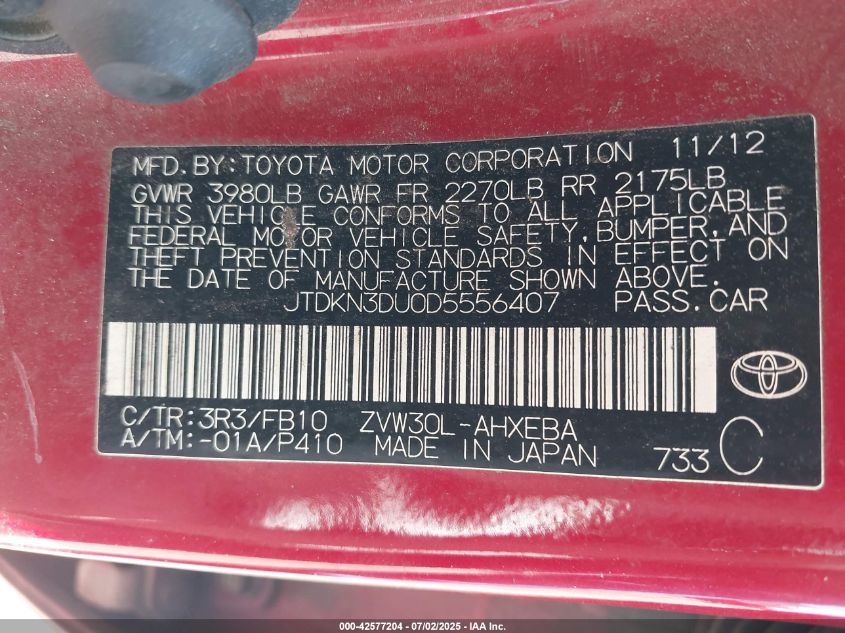 MFD.BY:TOYOTA MOTOR CORPORATION 11/12
GVWR 3980LB GAWR FR 2270LB RR 2175LB
THIS VEHICLE CONFORMS TO ALL APPLICABLE
FEDERAL MOTOR VEHICLE SAFETY,BUMPER,AND
THEFT PREVENTION STANDARDS IN EFFECT ON
THE DATE OF MANUFACTURE SHOWN ABOVE.
JTDKN3DU0D5556407 PASS.CAR
C/TR:3R3/FB10 ZVW30L-AHXEBA
A/TM:-01A/P410 MADE IN JAPAN 733 C
000-42577204 - 07/02/2025 - IAA Inc.